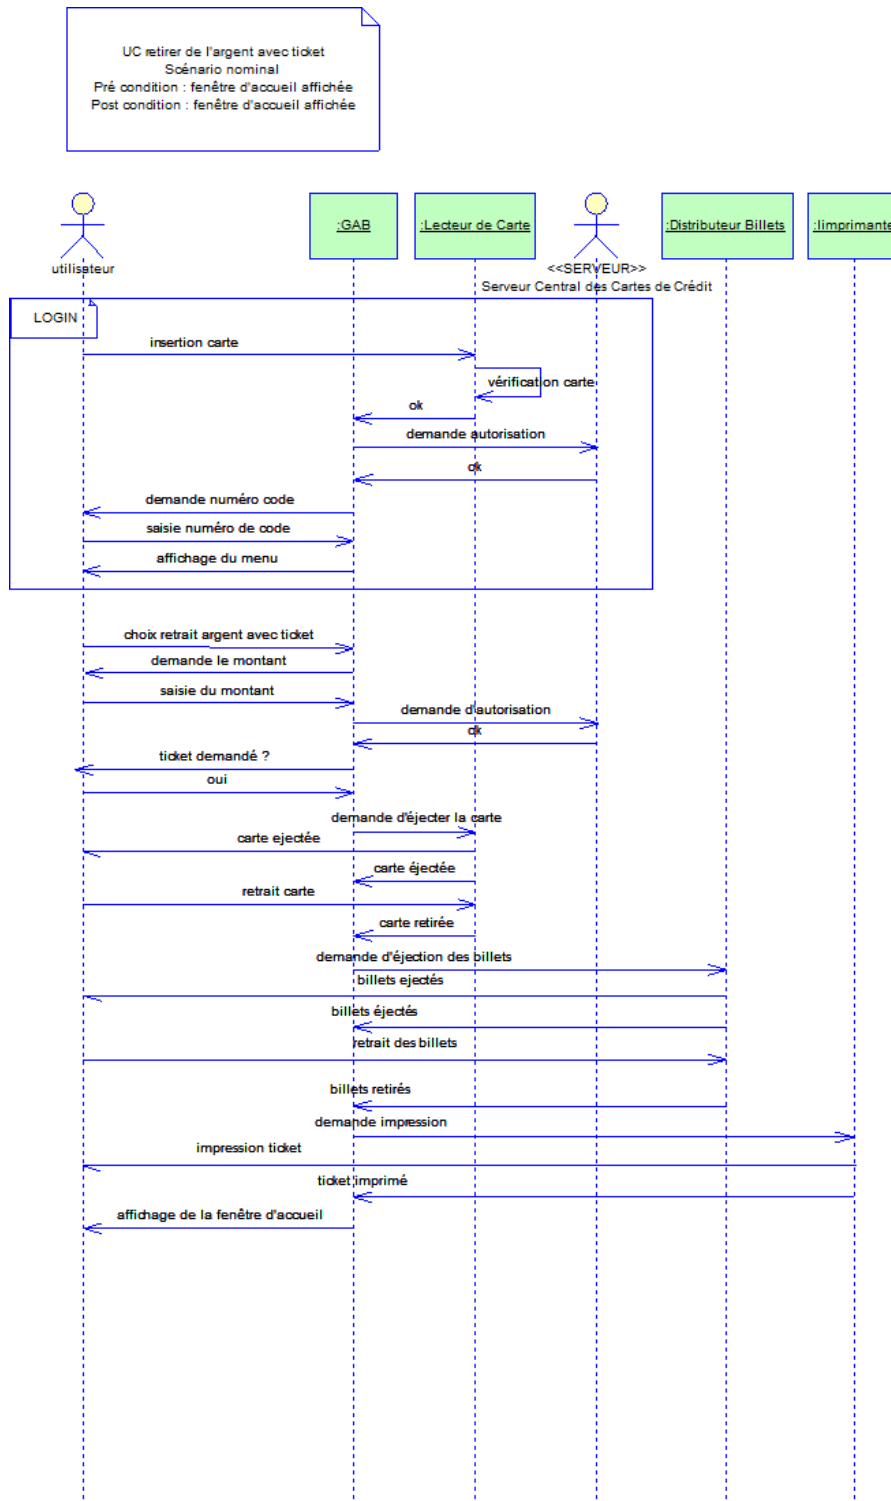 UC retirer de l'argent avec ticket
Scénario nominal
Pré condition : fenêtre d'accueil affichée
Post condition : fenêtre d'accueil affichée
utilisateur
:GAB
:Lecteur de Carte
<<SERVEUR>>
Serveur Central des Cartes de Crédit
:Distributeur Billets
:Iimprimante
LOGIN
insertion carte
vérification carte
ok
demande autorisation
ok
demande numéro code
saisie numéro de code
affichage du menu
choix retrait argent avec ticket
demande le montant
saisie du montant
demande d'autorisation
ok
ticket demandé ?
oui
demande d'éjecter la carte
carte ejectée
carte éjectée
retrait carte
carte retirée
demande d'éjection des billets
billets ejectés
billets éjectés
retrait des billets
billets retirés
demande impression
impression ticket
ticket imprimé
affichage de la fenêtre d'accueil